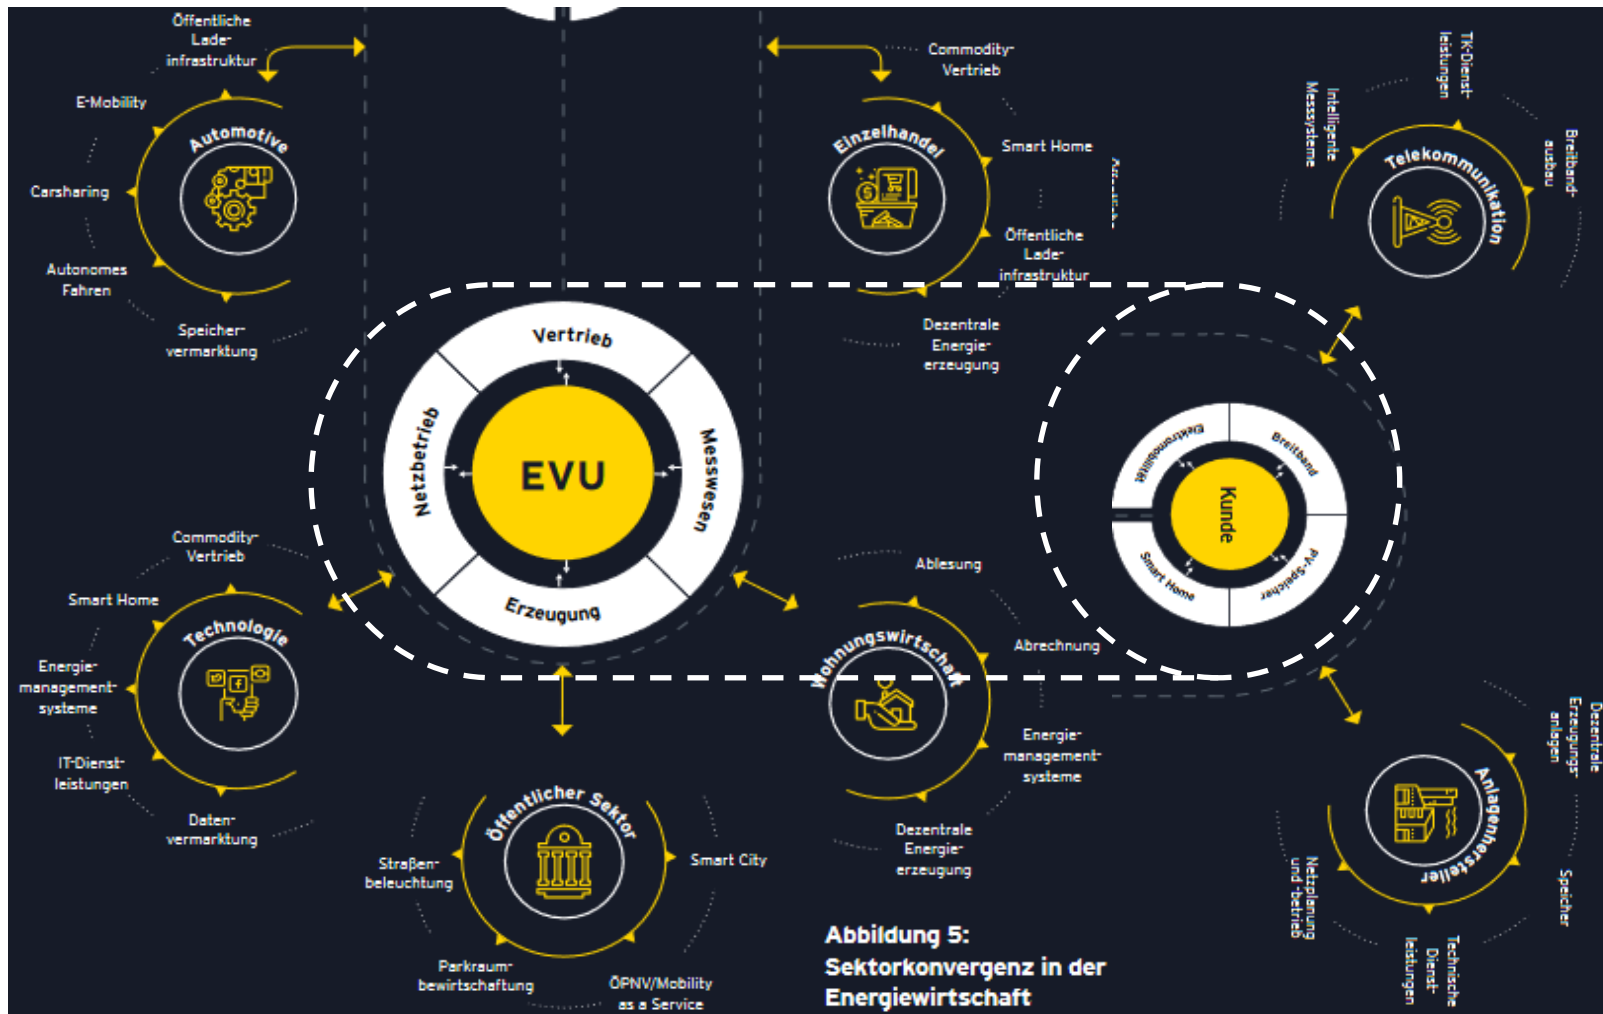 Öffentliche
Lade-
infrastruktur
E-Mobility
Carsharing
Autonomes
Fahren
Speicher-
vermarktung
Automotive
Commodity-
Vertrieb
Smart Home
Öffentliche
Lade-
infrastruktur
Dezentrale
Energie-
erzeugung
Einzelhandel
TK-Dienst-
leistungen
Intelligente
Messsysteme
Breitband-
ausbau
Telekommunikation
Vertrieb
Netzbetrieb
EVU
Messwesen
Erzeugung
Elektromobilität
Breitband
Kunde
Smart Home
PV-Speicher
Commodity-
Vertrieb
Smart Home
Energie-
management-
systeme
IT-Dienst-
leistungen
Daten-
vermarktung
Technologie
Öffentlicher Sektor
Straßen-
beleuchtung
Smart City
Parkraum-
bewirtschaftung
ÖPNV/Mobility
as a Service
Ablesung
Abrechnung
Wohnungswirtschaft
Energie-
management-
systeme
Dezentrale
Energie-
erzeugung
Dezentrale
Erzeugungs-
anlagen
Anlagenhersteller
Speicher
Netzplanung
und -betrieb
Technische
Dienst-
leistungen
Abbildung 5:
Sektorkonvergenz in der
Energiewirtschaft